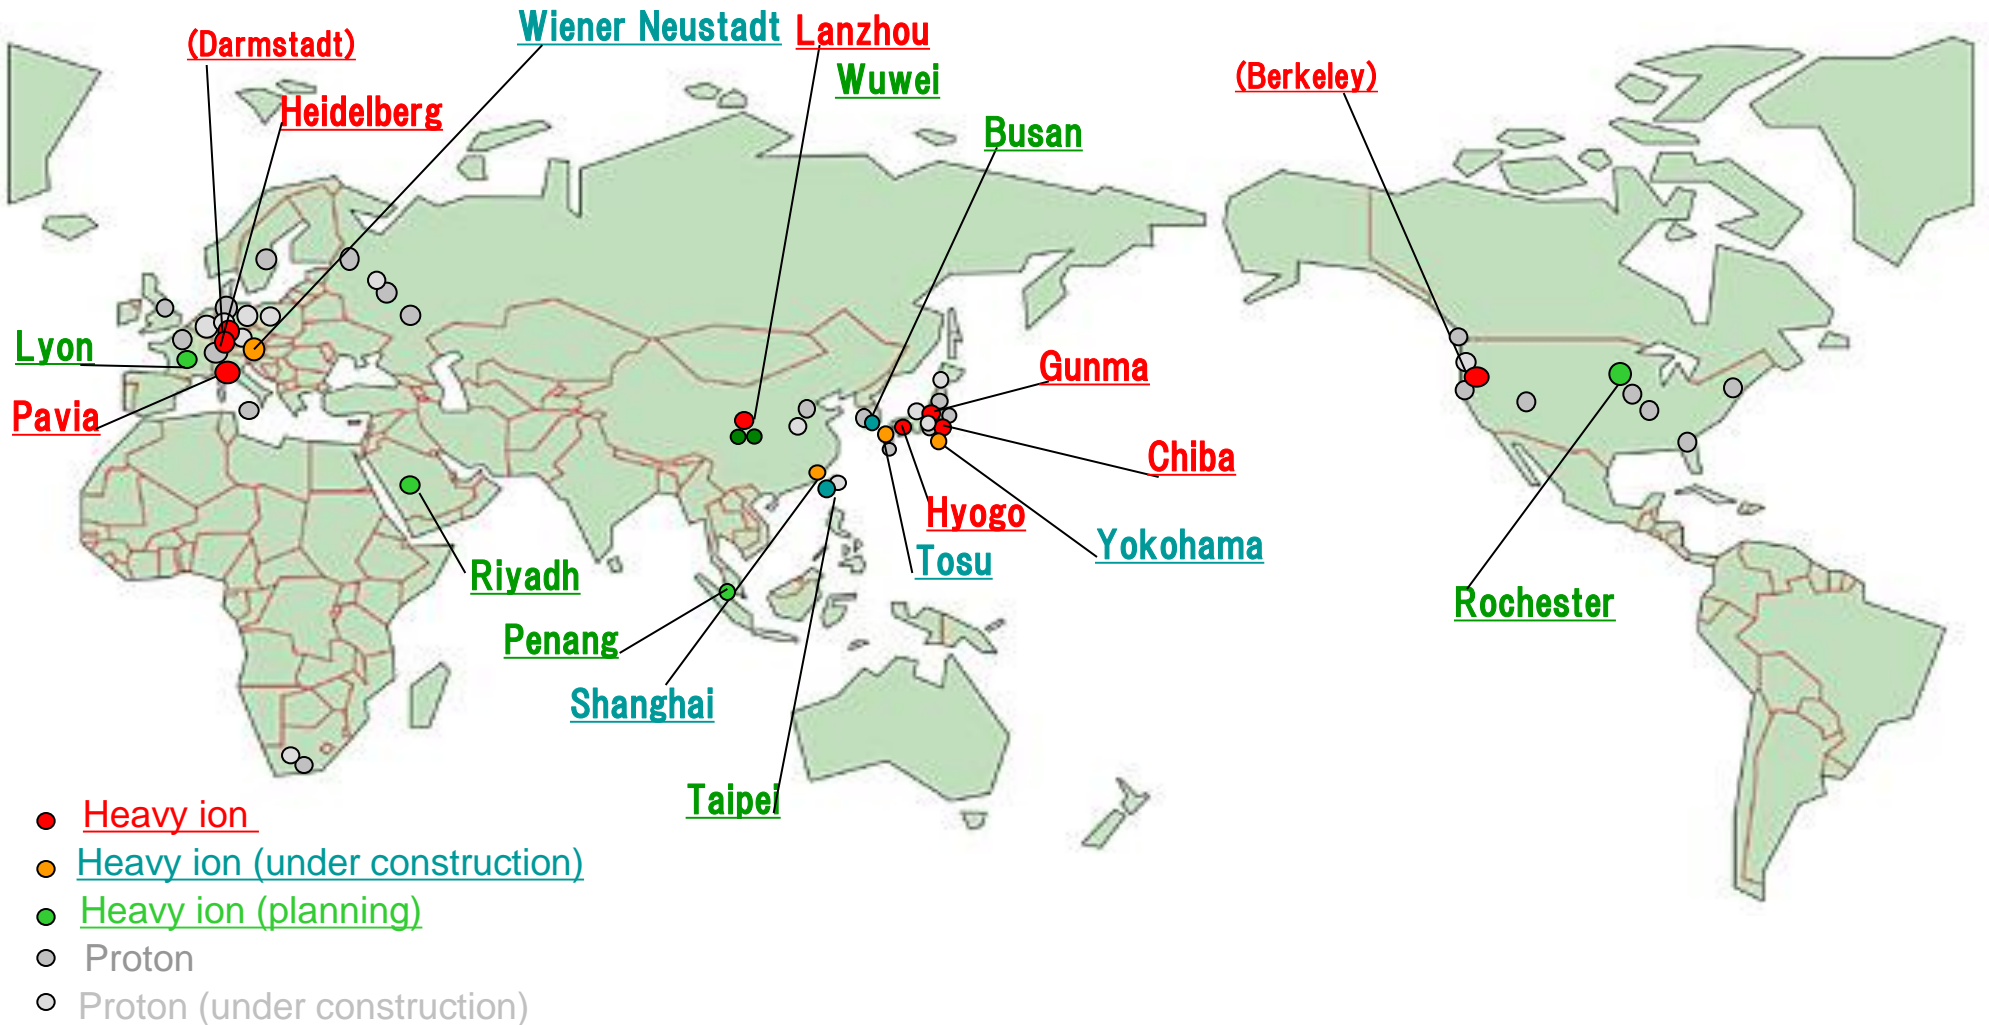 Wiener Neustadt
Lanzhou
(Darmstadt)
Wuwei
(Berkeley)
Heidelberg
Busan
Lyon
Gunma
Pavia
Chiba
Hyogo
Yokohama
Tosu
Riyadh
Rochester
Penang
Shanghai
Taipei
Heavy ion
Heavy ion (under construction)
Heavy ion (planning)
Proton
Proton (under construction)